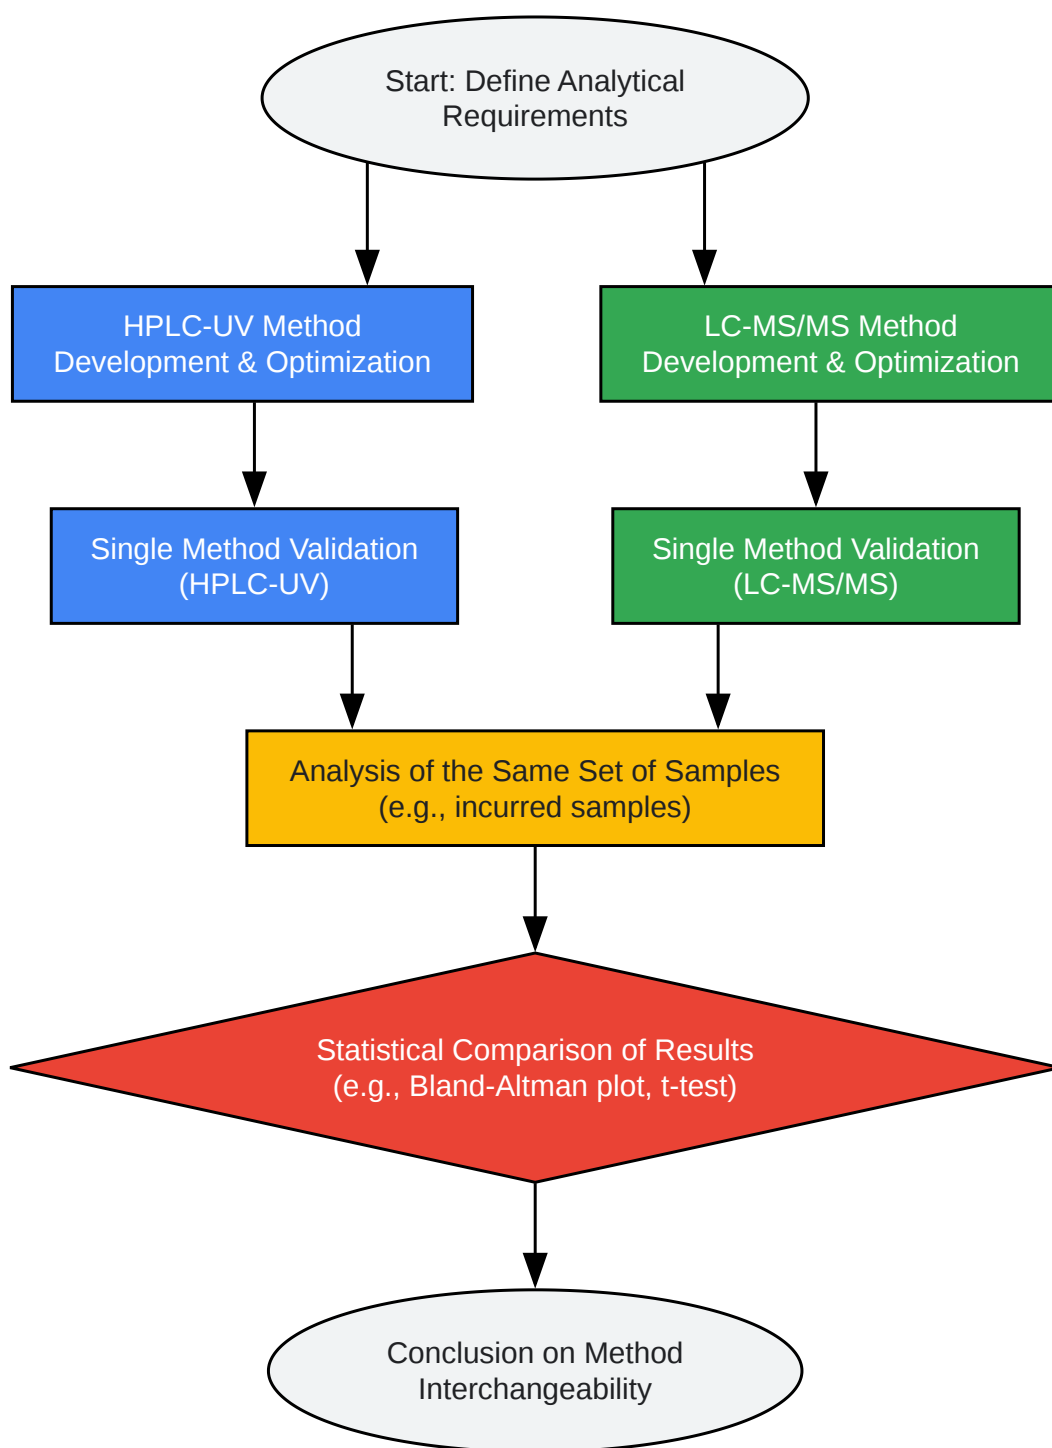 Start: Define Analytical
Requirements
HPLC-UV Method
Development & Optimization
LC-MS/MS Method
Development & Optimization
Single Method Validation
(HPLC-UV)
Single Method Validation
(LC-MS/MS)
Analysis of the Same Set of Samples
(e.g., incurred samples)
Statistical Comparison of Results
(e.g., Bland-Altman plot, t-test)
Conclusion on Method
Interchangeability